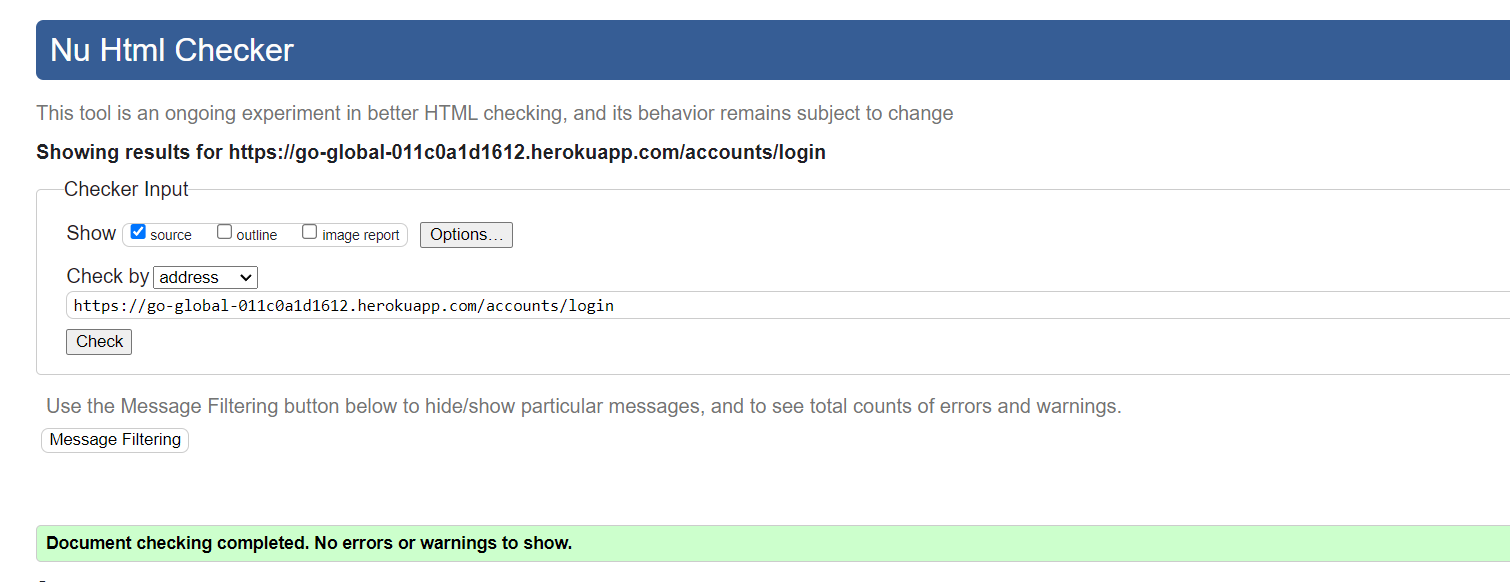 Nu Html Checker
This tool is an ongoing experiment in better HTML checking, and its behavior remains subject to change
Showing results for https://go-global-011c0a1d1612.herokuapp.com/accounts/login
Checker Input
Show source outline image report Options...
Check by address
https://go-global-011c0a1d1612.herokuapp.com/accounts/login
Check
Use the Message Filtering button below to hide/show particular messages, and to see total counts of errors and warnings.
Message Filtering
Document checking completed. No errors or warnings to show.